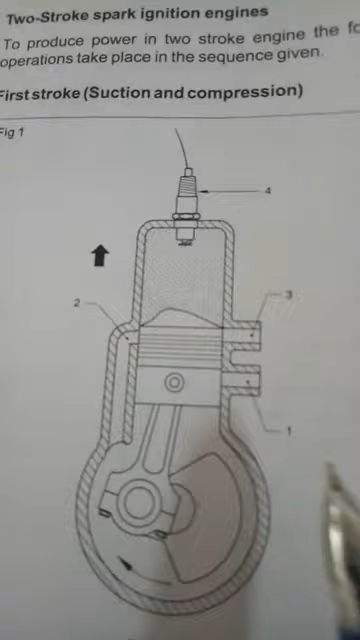 Two-Stroke spark ignition engines
To produce power in two stroke engine the
operations take place in the sequence given.
First stroke (Suction and compression)
Fig 1
4
2
3
1